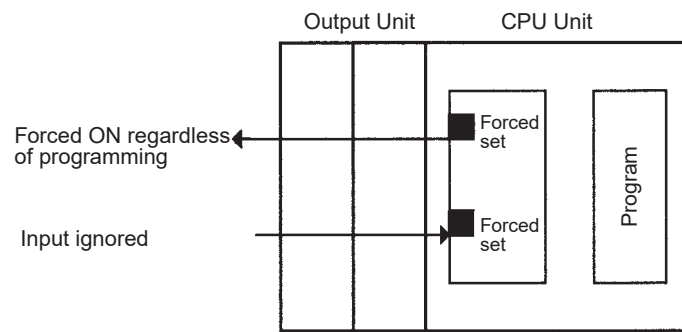 Output Unit
CPU Unit
Forced ON regardless
of programming
Forced
set
Input ignored
Forced
set
Program